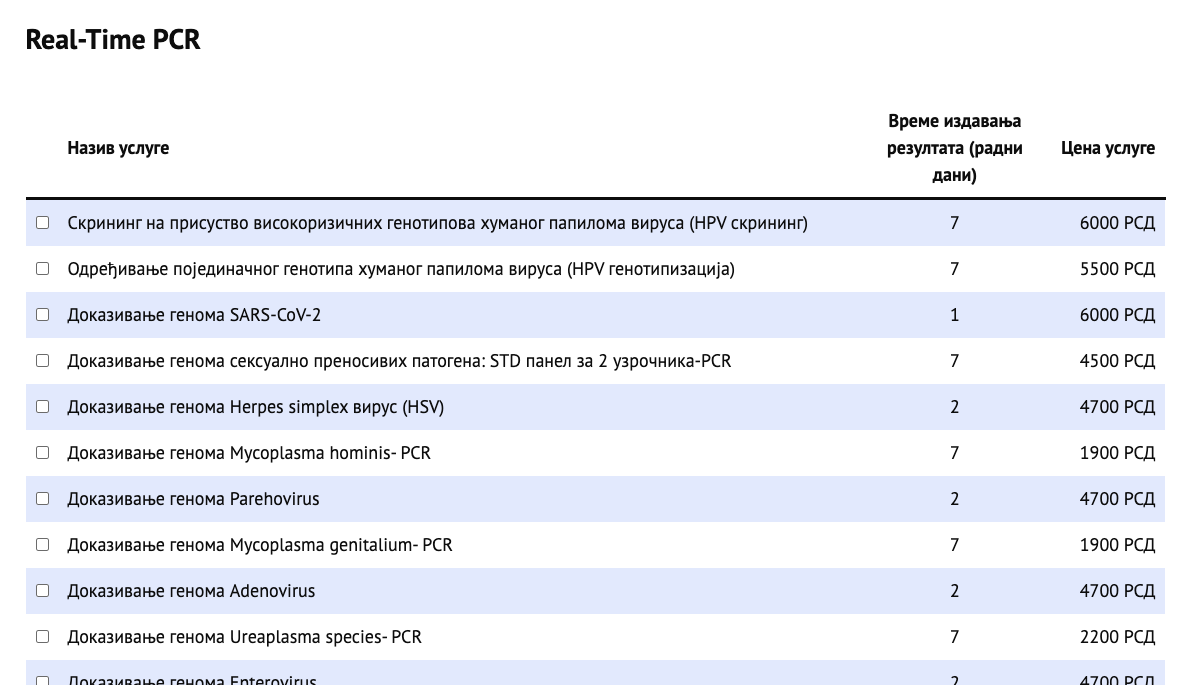 Real-Time PCR
Назив услуге
Време издавања
резултата (радни
дани)
Цена услуге
Скрининг на присуство високоризичних генотипова хуманог папилома вируса (HPV скрининг) 7 6000 РСД
Одређивање појединачног генотипа хуманог папилома вируса (HPV генотипизација) 7 5500 РСД
Доказивање генома SARS-CoV-2 1 6000 РСД
Доказивање генома сексуално преносивих патогена: STD панел за 2 узрочника-PCR 7 4500 РСД
Доказивање генома Herpes simplex вирус (HSV) 2 4700 РСД
Доказивање генома Mycoplasma hominis- PCR 7 1900 РСД
Доказивање генома Parehovirus 2 4700 РСД
Доказивање генома Mycoplasma genitalium- PCR 7 1900 РСД
Доказивање генома Adenovirus 2 4700 РСД
Доказивање генома Ureaplasma species- PCR 7 2200 РСД
Доказивање генома Enterovirus 2 4700 РСД